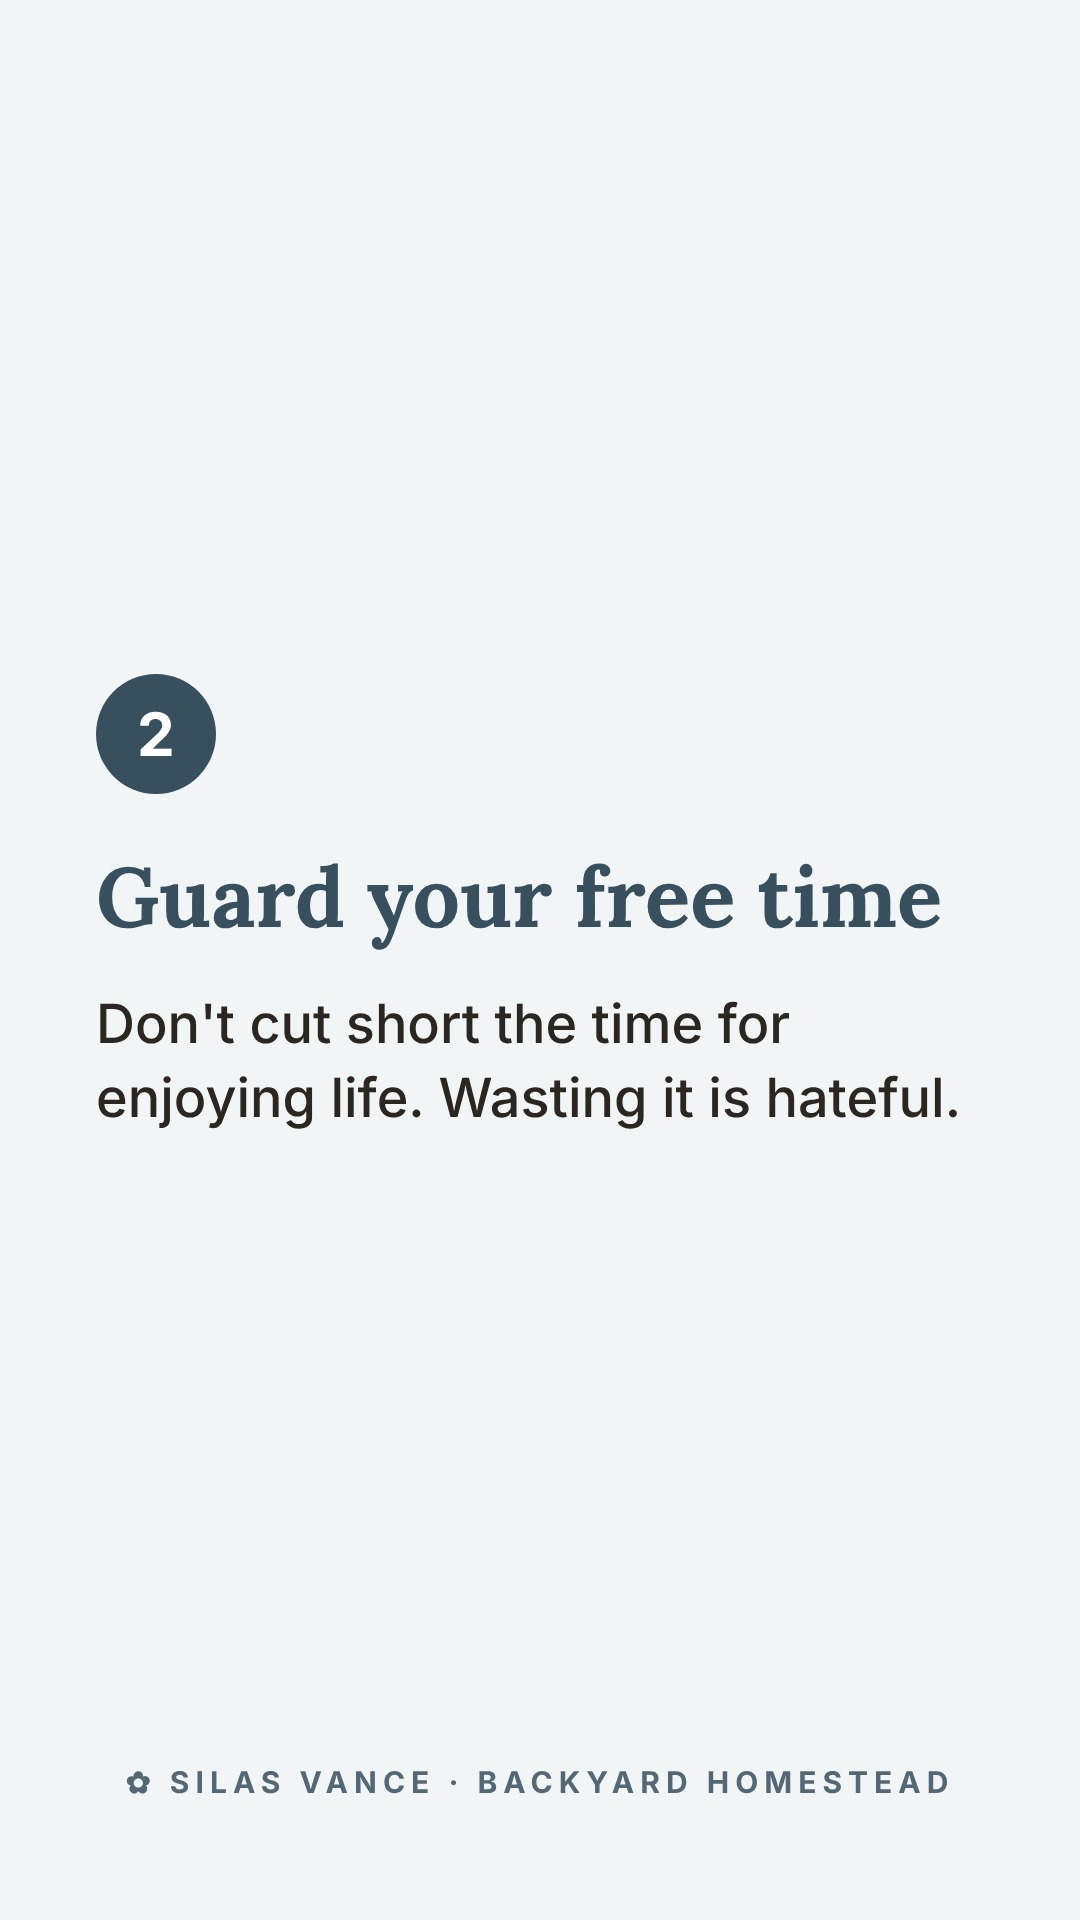 2
Guard your free time
Don't cut short the time for
enjoying life. Wasting it is hateful.
✿ SILAS VANCE · BACKYARD HOMESTEAD